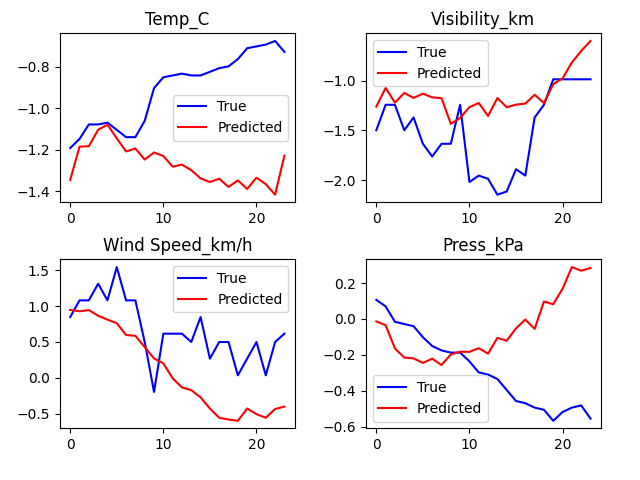 Temp_C
−0.8
−1.0
−1.2
−1.4
True
Predicted
0
10
20
Visibility_km
−1.0
−1.5
−2.0
True
Predicted
0
10
20
Wind Speed_km/h
1.5
1.0
0.5
0.0
−0.5
True
Predicted
0
10
20
Press_kPa
0.2
0.0
−0.2
−0.4
−0.6
True
Predicted
0
10
20